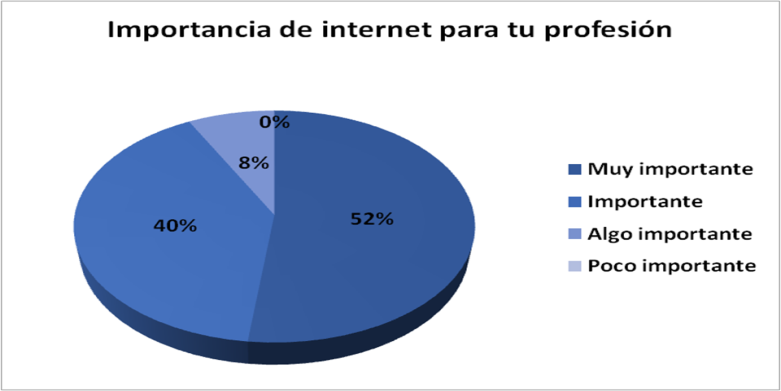 Importancia de internet para tu profesión
0%
8%
40%
52%
Muy importante
Importante
Algo importante
Poco importante